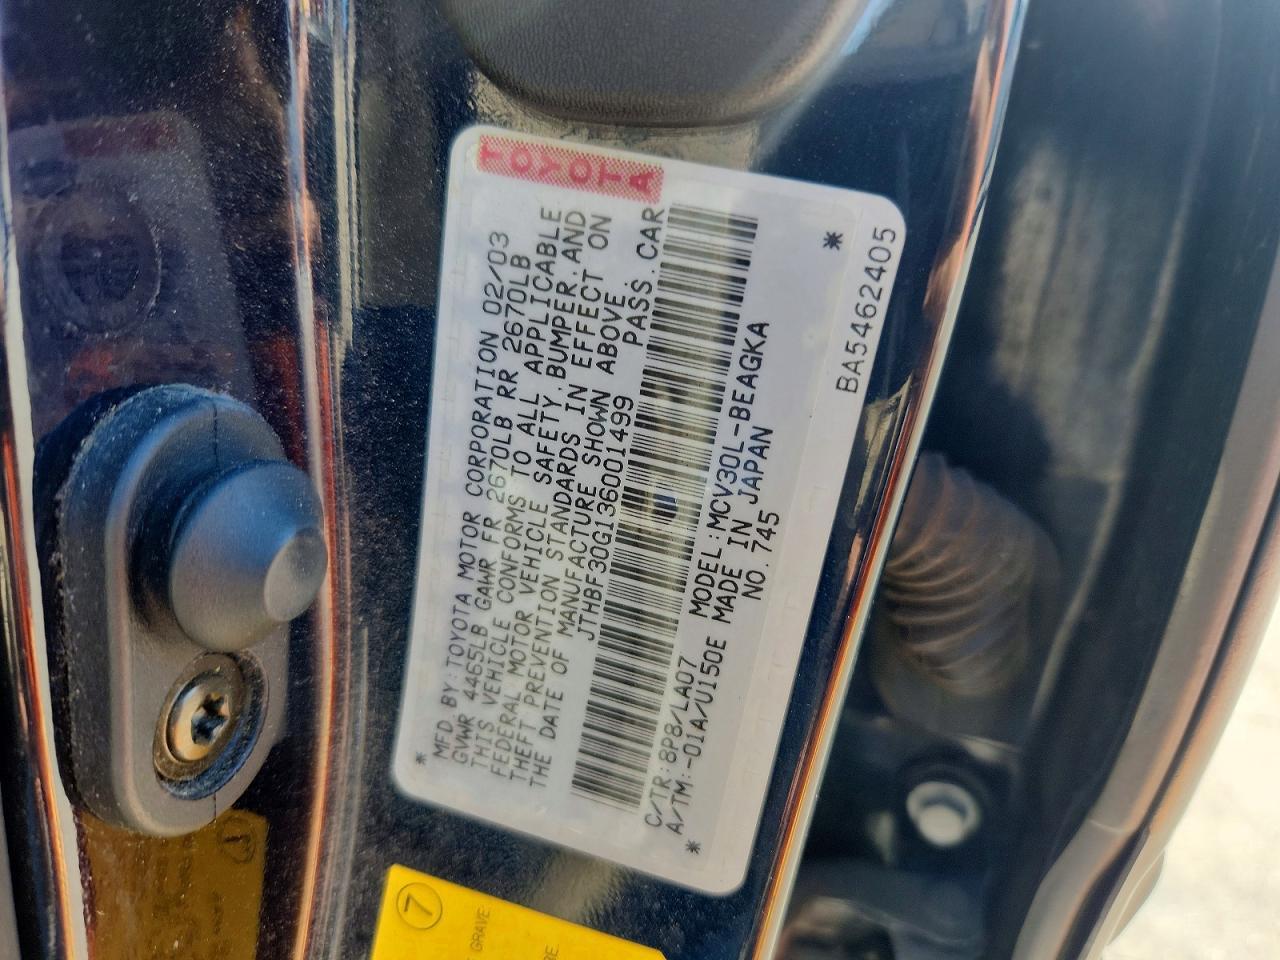 TOYOTA
* MFD BY:TOYOTA MOTOR CORPORATION 02/03
GVWR 4465LB GAWR FR 2670LB RR 2670LB
THIS VEHICLE CONFORMS TO ALL APPLICABLE
FEDERAL MOTOR VEHICLE SAFETY,BUMPER,AND
THEFT PREVENTION STANDARDS IN EFFECT ON
THE DATE OF MANUFACTURE SHOWN ABOVE.
JTHBF30G136001499 PASS.CAR
C/TR:8P8/LA07 MODEL:MCV30L-BEAGKA
A/TM:-01A/U150E MADE IN JAPAN
* NO.745 *
BA5462405
7
GRAVE